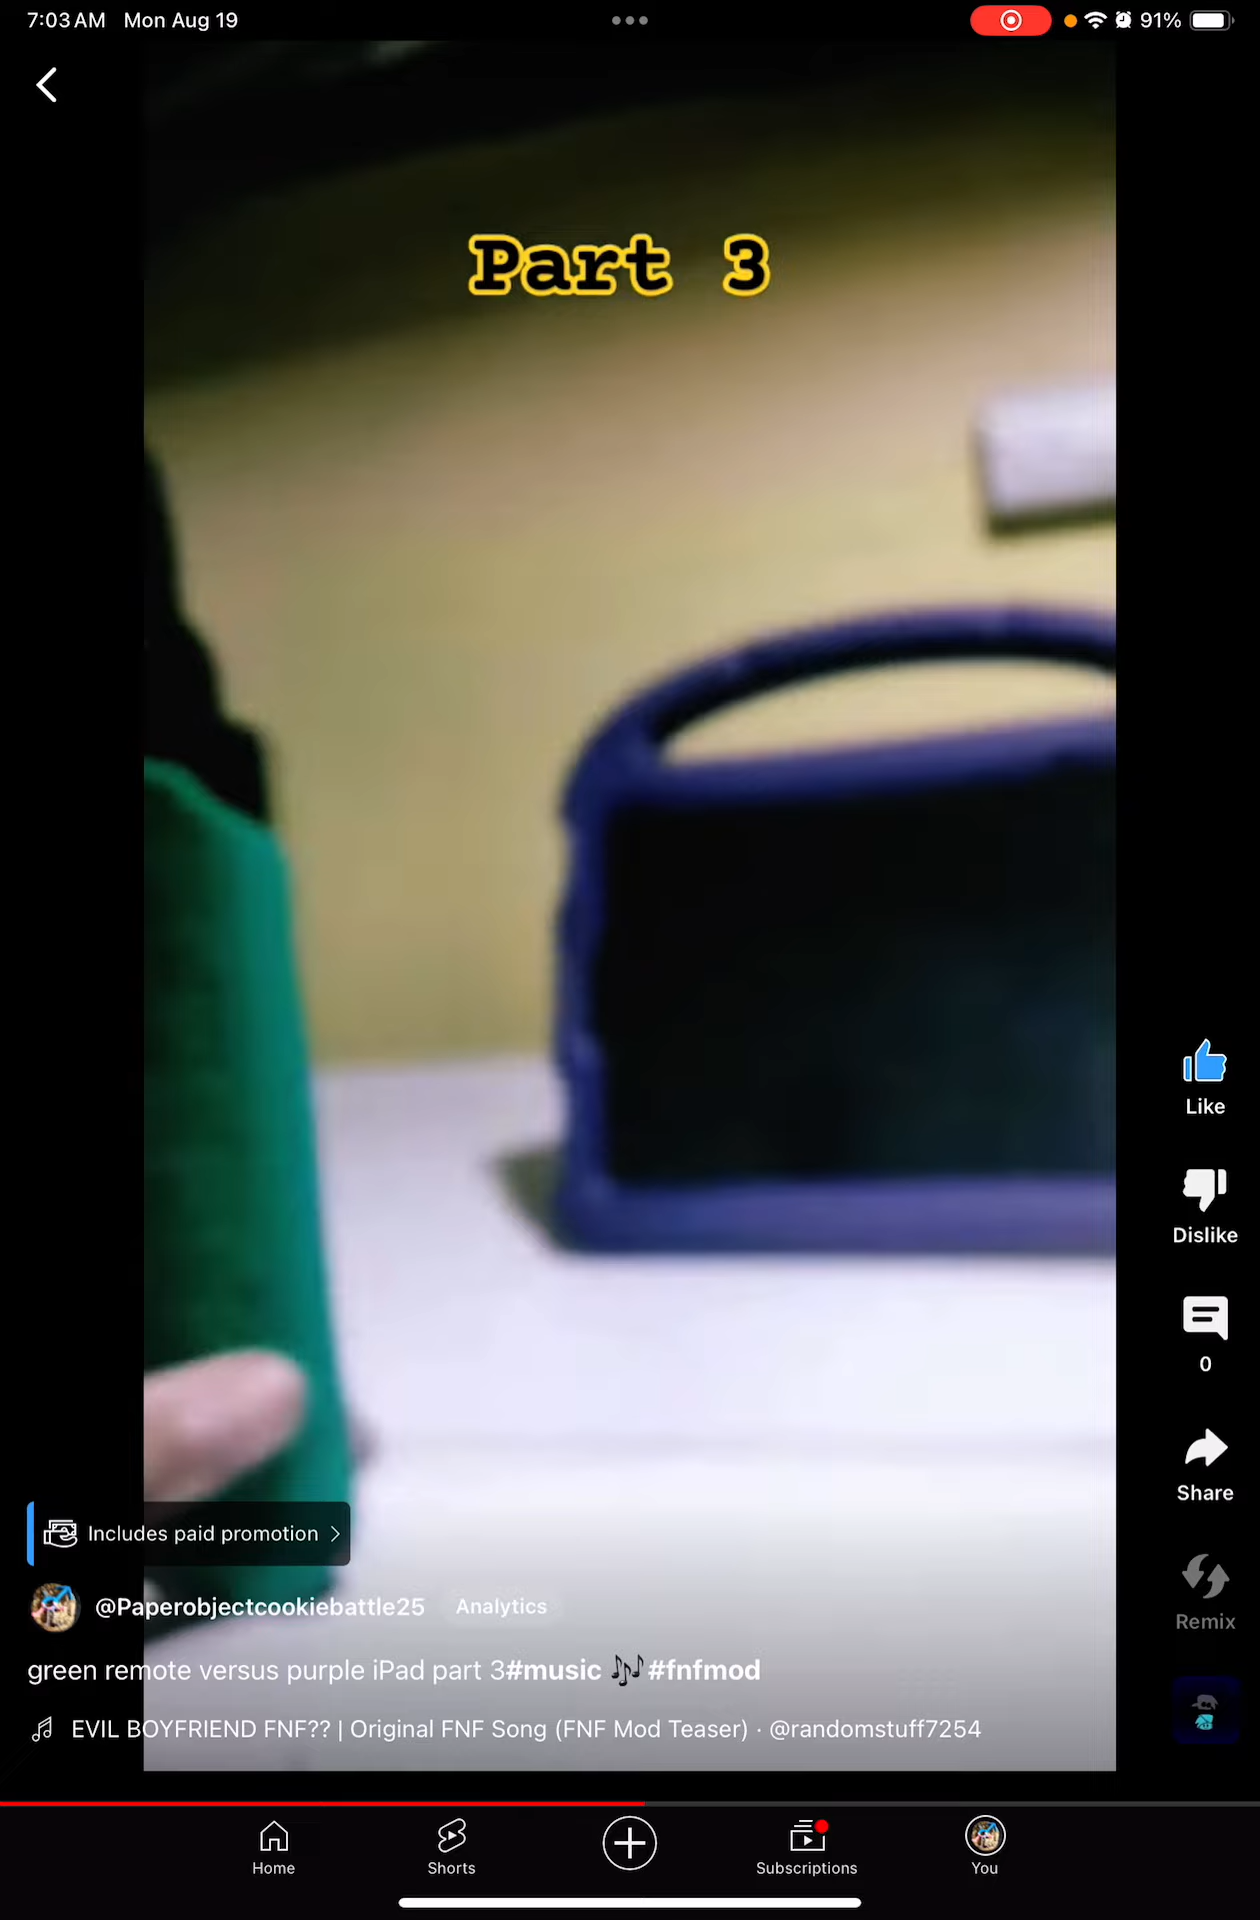 7:03 AM Mon Aug 19
91%
Part 3
Like
Dislike
0
Share
Includes paid promotion
@Paperobjectcookiebattle25 Analytics
Remix
green remote versus purple iPad part 3#music 🎶#fnfmod
EVIL BOYFRIEND FNF?? | Original FNF Song (FNF Mod Teaser) · @randomstuff7254
Home Shorts Subscriptions You